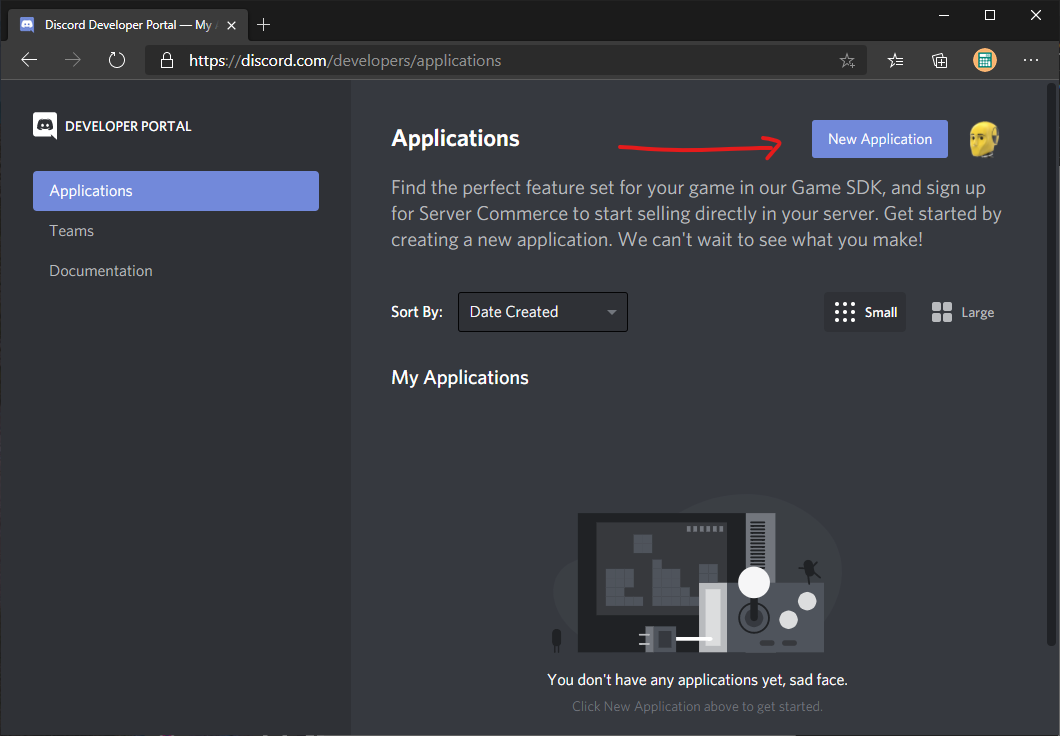 Discord Developer Portal — My
https://discord.com/developers/applications
DEVELOPER PORTAL
Applications
Teams
Documentation
Applications
New Application
Find the perfect feature set for your game in our Game SDK, and sign up
for Server Commerce to start selling directly in your server. Get started by
creating a new application. We can't wait to see what you make!
Sort By:
Date Created
Small
Large
My Applications
You don't have any applications yet, sad face.
Click New Application above to get started.